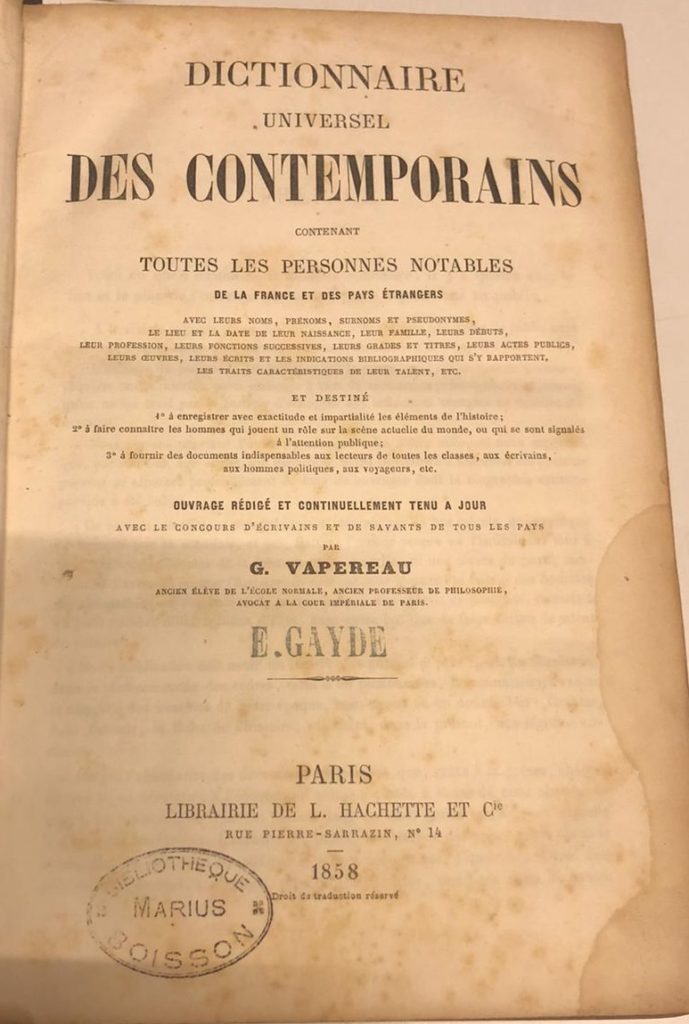 DICTIONNAIRE
UNIVERSEL
DES CONTEMPORAINS
CONTENANT
TOUTES LES PERSONNES NOTABLES
DE LA FRANCE ET DES PAYS ÉTRANGERS
AVEC LEURS NOMS, PRÉNOMS, SURNOMS ET PSEUDONYMES,
LE LIEU ET LA DATE DE LEUR NAISSANCE, LEUR FAMILLE, LEURS DÉBUTS,
LEUR PROFESSION, LEURS FONCTIONS SUCCESSIVES, LEURS GRADES ET TITRES, LEURS ACTES PUBLICS,
LEURS ŒUVRES, LEURS ÉCRITS ET LES INDICATIONS BIBLIOGRAPHIQUES QUI S'Y RAPPORTENT,
LES TRAITS CARACTÉRISTIQUES DE LEUR TALENT, ETC.
ET DESTINÉ
1° à enregistrer avec exactitude et impartialité les éléments de l'histoire;
2° à faire connaître les hommes qui jouent un rôle sur la scène actuelle du monde, ou qui se sont signalés
à l'attention publique;
3° à fournir des documents indispensables aux lecteurs de toutes les classes, aux écrivains,
aux hommes politiques, aux voyageurs, etc.
OUVRAGE RÉDIGÉ ET CONTINUELLEMENT TENU A JOUR
AVEC LE CONCOURS D'ÉCRIVAINS ET DE SAVANTS DE TOUS LES PAYS
PAR
G. VAPEREAU
ANCIEN ÉLÈVE DE L'ÉCOLE NORMALE, ANCIEN PROFESSEUR DE PHILOSOPHIE,
AVOCAT A LA COUR IMPÉRIALE DE PARIS.
E.GAYDE
PARIS
LIBRAIRIE DE L. HACHETTE ET Cie
RUE PIERRE-SARRAZIN, N° 14
1858
Droit de traduction réservé
BIBLIOTHEQUE
MARIUS
BOISSON